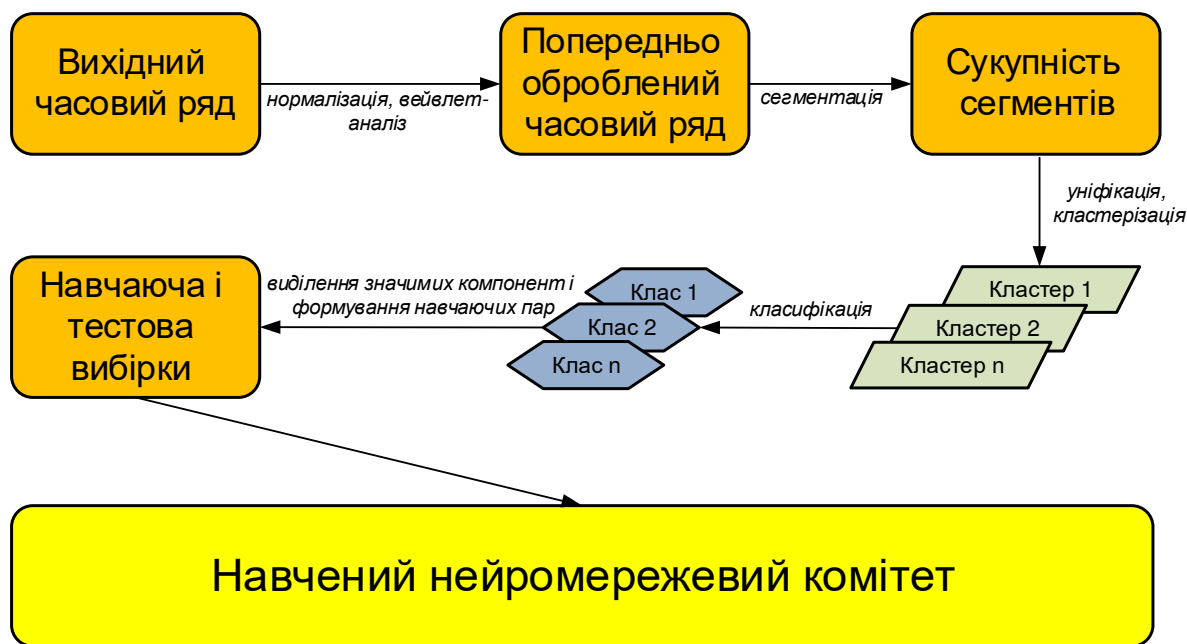 Вихідний
часовий ряд
нормалізація, вейвлет-
аналіз
Попередньо
оброблений
часовий ряд
сегментація
Сукупність
сегментів
уніфікація,
кластерізація
Кластер 1
Кластер 2
Кластер n
класифікація
Клас 1
Клас 2
Клас n
виділення значимих компонент і
формування навчаючих пар
Навчаюча і
тестова
вибірки
Навчений нейромережевий комітет